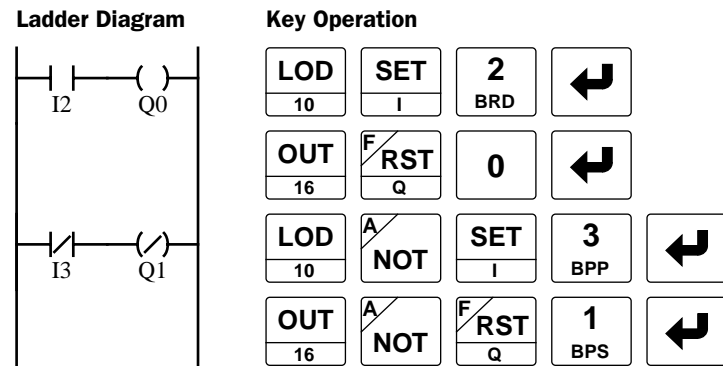 Ladder Diagram
Key Operation
I2
Q0
I3
Q1
LOD
10
SET
I
2
BRD
OUT
16
F
RST
Q
0
LOD
10
A
NOT
SET
I
3
BPP
OUT
16
A
NOT
F
RST
Q
1
BPS